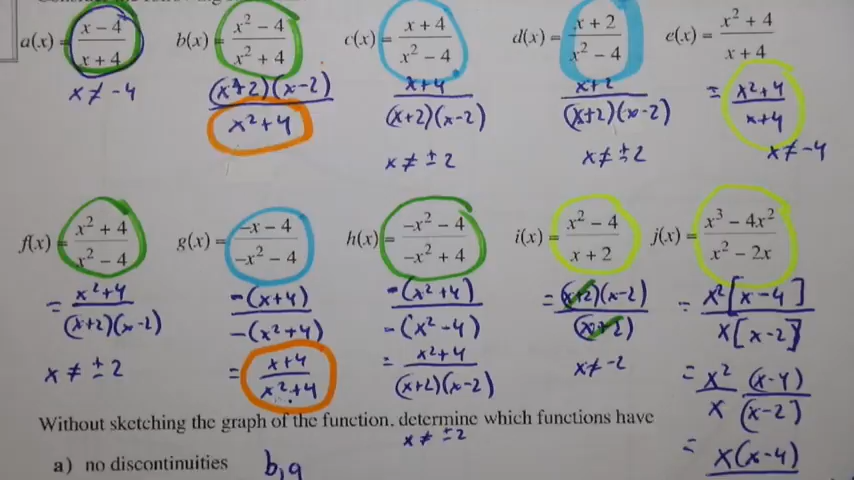 a(x) = x - 4 / x + 4
b(x) = x² - 4 / x² + 4
c(x) = x + 4 / x² - 4
d(x) = x + 2 / x² - 4
e(x) = x² + 4 / x + 4
x ≠ -4
(x+2)(x-2) / x²+4
x+4 / (x+2)(x-2)
x ≠ ±2
x+2 / (x+2)(x-2)
x ≠ ±2
= x²+4 / x+4
x ≠ -4
f(x) = x² + 4 / x² - 4
g(x) = -x - 4 / -x² - 4
h(x) = -x² - 4 / -x² + 4
i(x) = x² - 4 / x + 2
j(x) = x³ - 4x² / x² - 2x
= x²+4 / (x+2)(x-2)
x ≠ ±2
-(x+4) / -(x²+4)
= x+4 / x²+4
-(x²+4) / -(x²-4)
= x²+4 / (x+2)(x-2)
x ≠ ±2
= (x+2)(x-2) / (x+2)
x ≠ -2
= x²[x-4] / x[x-2]
= x² / x (x-4) / (x-2)
= x(x-4)
Without sketching the graph of the function, determine which functions have
a) no discontinuities b, g